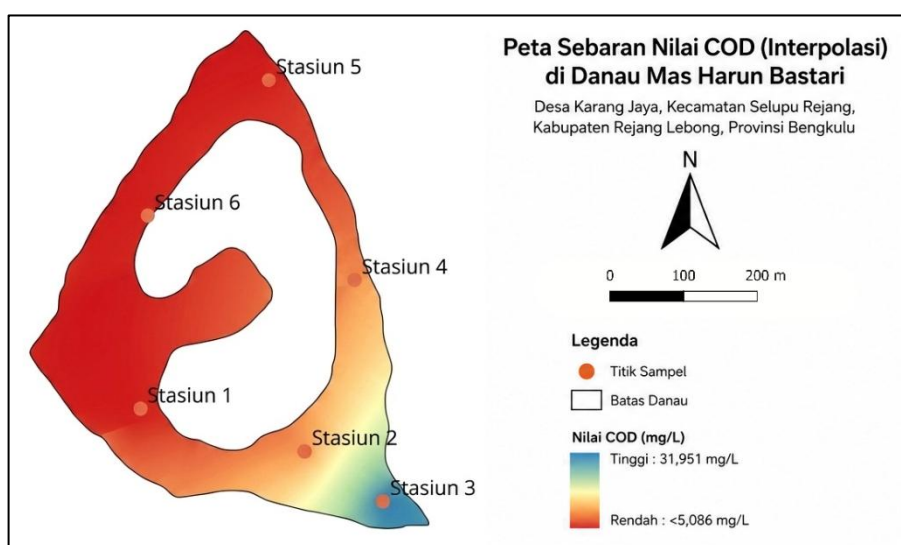 Peta Sebaran Nilai COD (Interpolasi)
di Danau Mas Harun Bastari
Desa Karang Jaya, Kecamatan Selupu Rejang,
Kabupaten Rejang Lebong, Provinsi Bengkulu
N
0 100 200 m
Legenda
Titik Sampel
Batas Danau
Nilai COD (mg/L)
Tinggi : 31,951 mg/L
Rendah : <5,086 mg/L
Stasiun 5
Stasiun 6
Stasiun 4
Stasiun 1
Stasiun 2
Stasiun 3